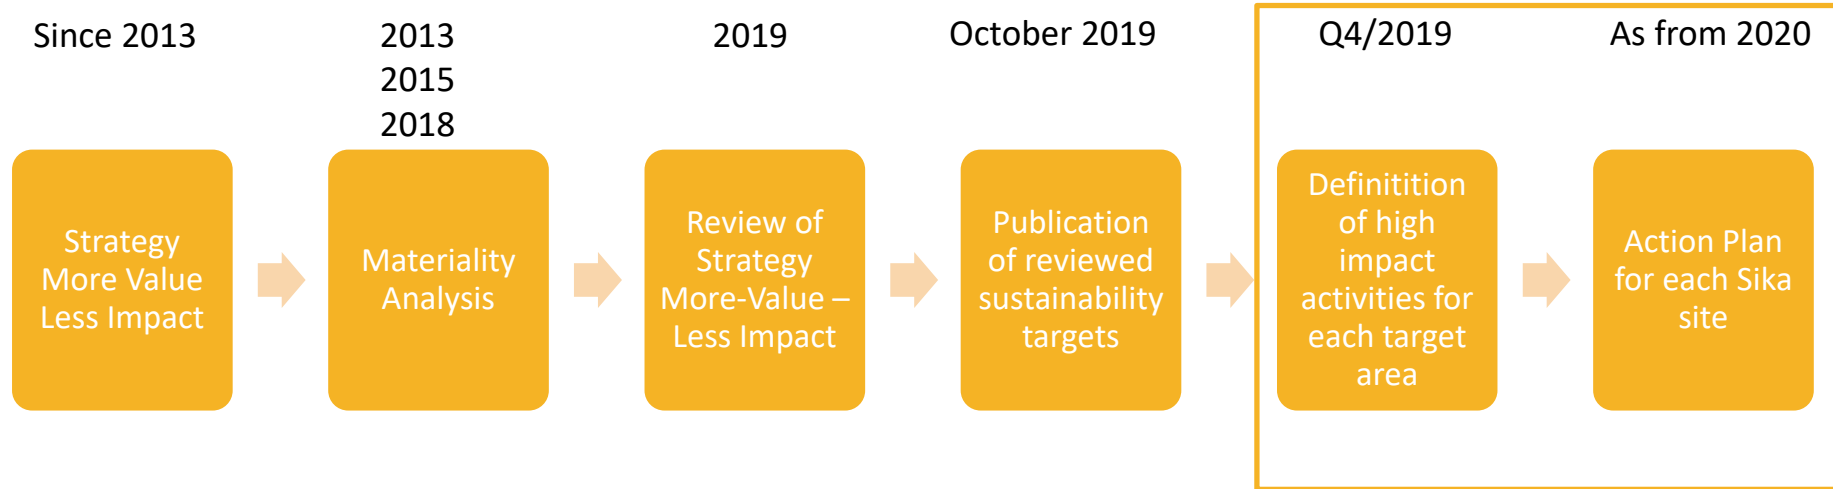 Since 2013
2013
2015
2018
2019
October 2019
Q4/2019
As from 2020
Strategy
More Value
Less Impact
Materiality
Analysis
Review of
Strategy
More-Value –
Less Impact
Publication
of reviewed
sustainability
targets
Definitition
of high
impact
activities for
each target
area
Action Plan
for each Sika
site